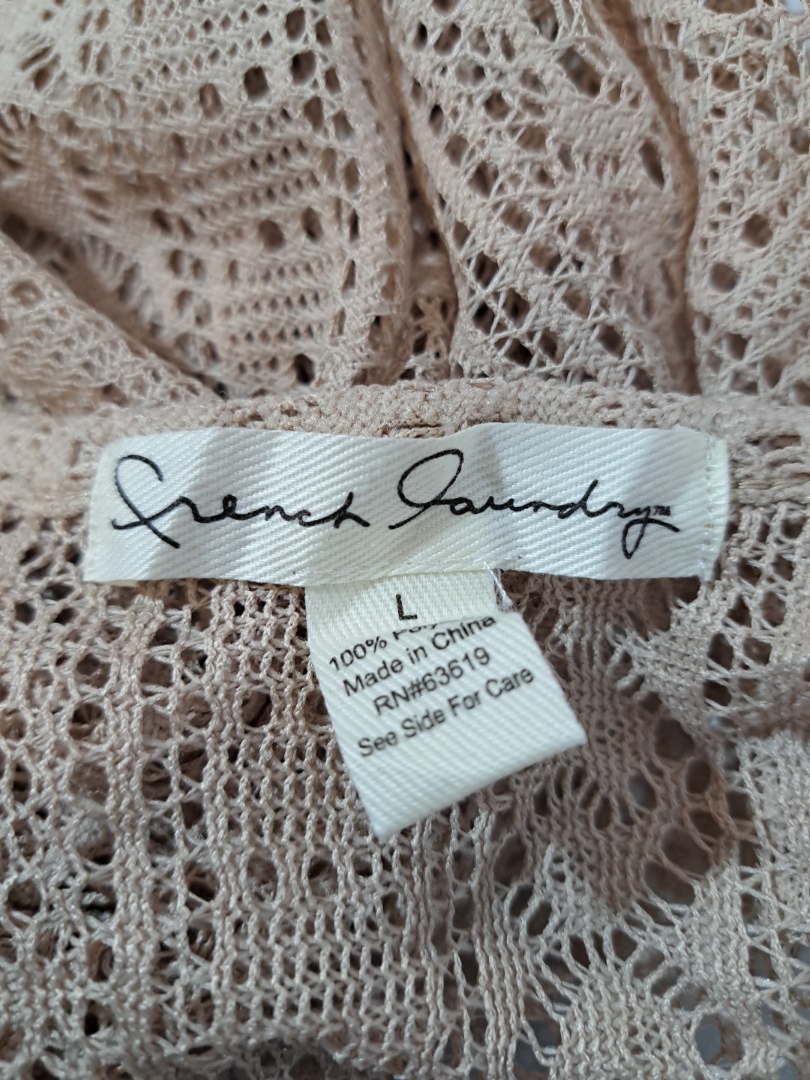 French Laundry™
L
100%
Made in China
RN#63619
See Side For Care